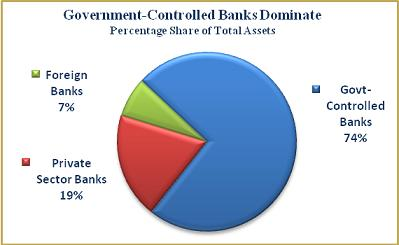 Government-Controlled Banks Dominate
Percentage Share of Total Assets
Foreign
Banks
7%
Govt-
Controlled
Banks
74%
Private
Sector Banks
19%